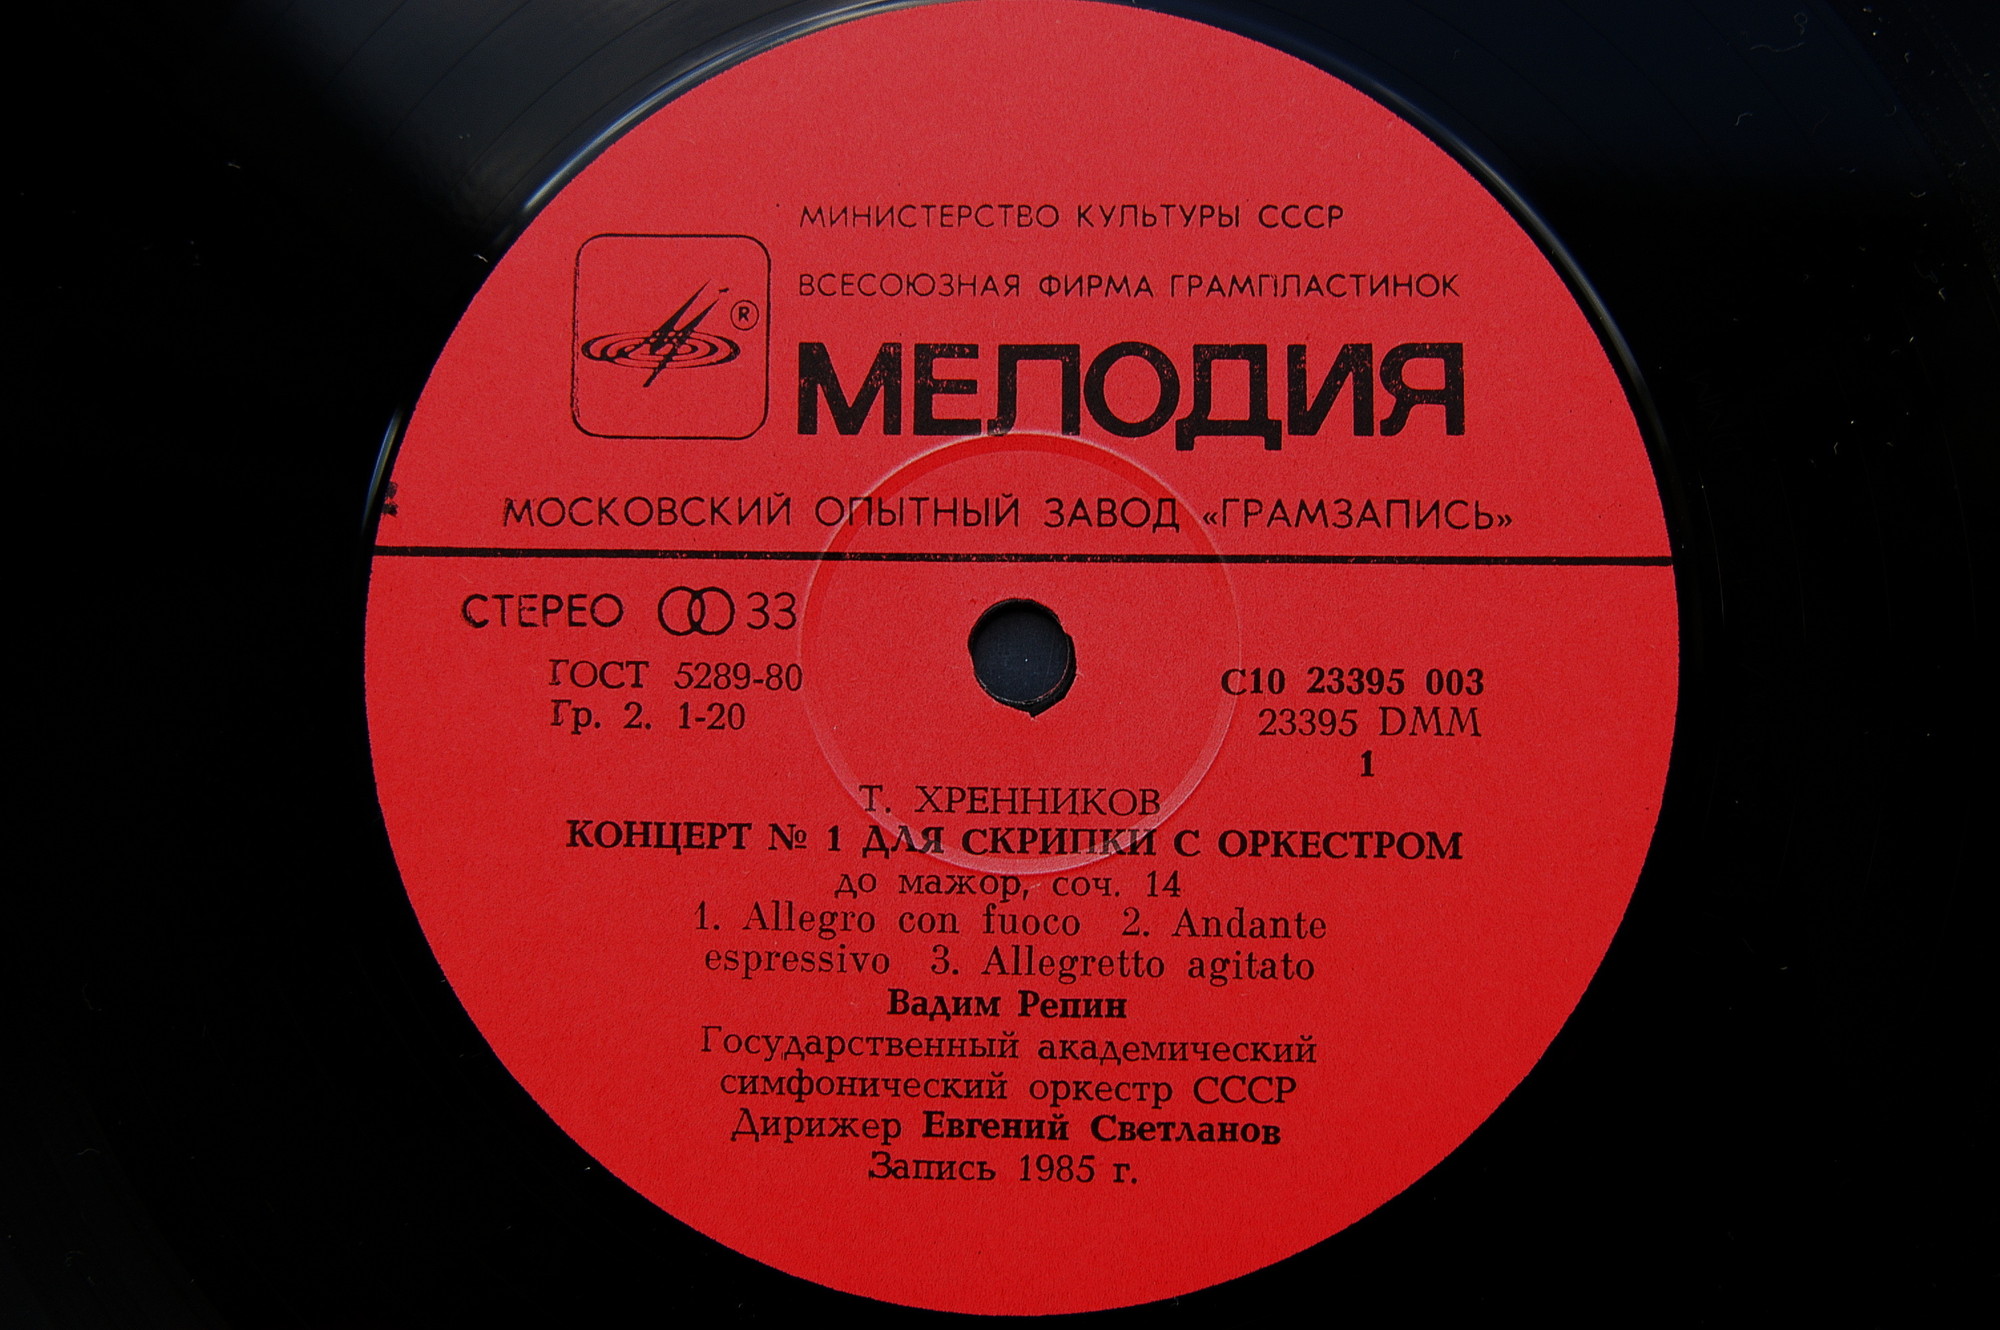 МИНИСТЕРСТВО КУЛЬТУРЫ СССР
ВСЕСОЮЗНАЯ ФИРМА ГРАМПЛАСТИНОК
®
МЕЛОДИЯ
МОСКОВСКИЙ ОПЫТНЫЙ ЗАВОД «ГРАМЗАПИСЬ»
СТЕРЕО 33
ГОСТ 5289-80
Гр. 2. 1-20
С10 23395 003
23395 DMM
1
Т. ХРЕННИКОВ
КОНЦЕРТ № 1 ДЛЯ СКРИПКИ С ОРКЕСТРОМ
до мажор, соч. 14
1. Allegro con fuoco 2. Andante
espressivo 3. Allegretto agitato
Вадим Репин
Государственный академический
симфонический оркестр СССР
Дирижер Евгений Светланов
Запись 1985 г.